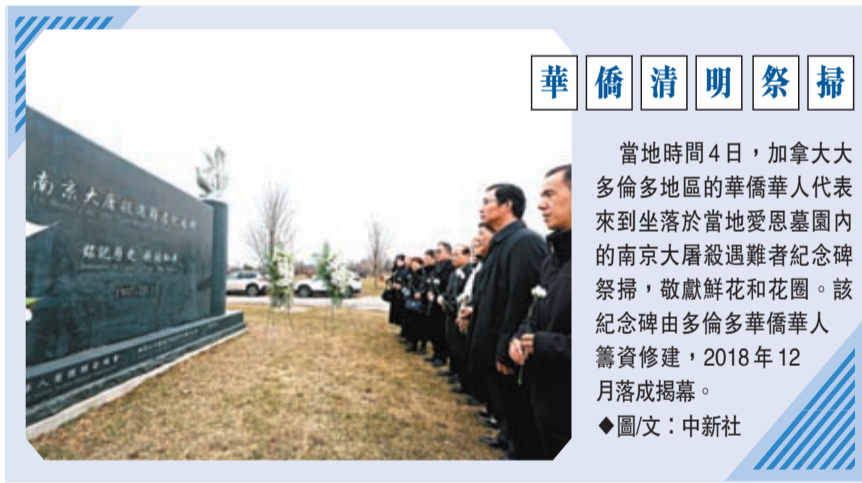 華僑清明祭掃
當地時間4日，加拿大大
多倫多地區的華僑華人代表
來到坐落於當地愛恩墓園內
的南京大屠殺遇難者紀念碑
祭掃，敬獻鮮花和花圈。該
紀念碑由多倫多華僑華人
籌資修建，2018年12
月落成揭幕。
◆圖/文：中新社
南京大屠殺遇難者紀念碑
銘記歷史